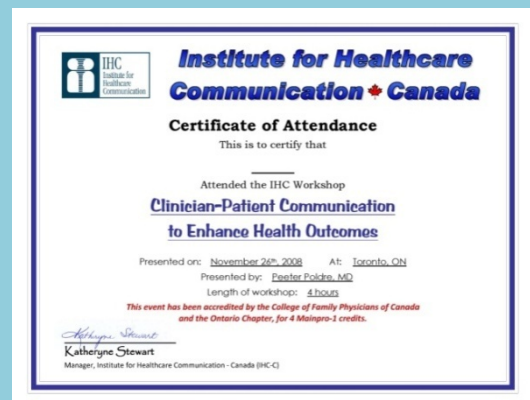 IHC
Institute for
Healthcare
Communication
Institute for Healthcare
Communication Canada
Certificate of Attendance
This is to certify that
Attended the IHC Workshop
Clinician-Patient Communication
to Enhance Health Outcomes
Presented on: November 26th, 2008 At: Toronto, ON
Presented by: Peeter Poldre, MD
Length of workshop: 4 hours
This event has been accredited by the College of Family Physicians of Canada
and the Ontario Chapter, for 4 Mainpro-1 credits.
Katheryne Stewart
Katheryne Stewart
Manager, Institute for Healthcare Communication - Canada (IHC-C)